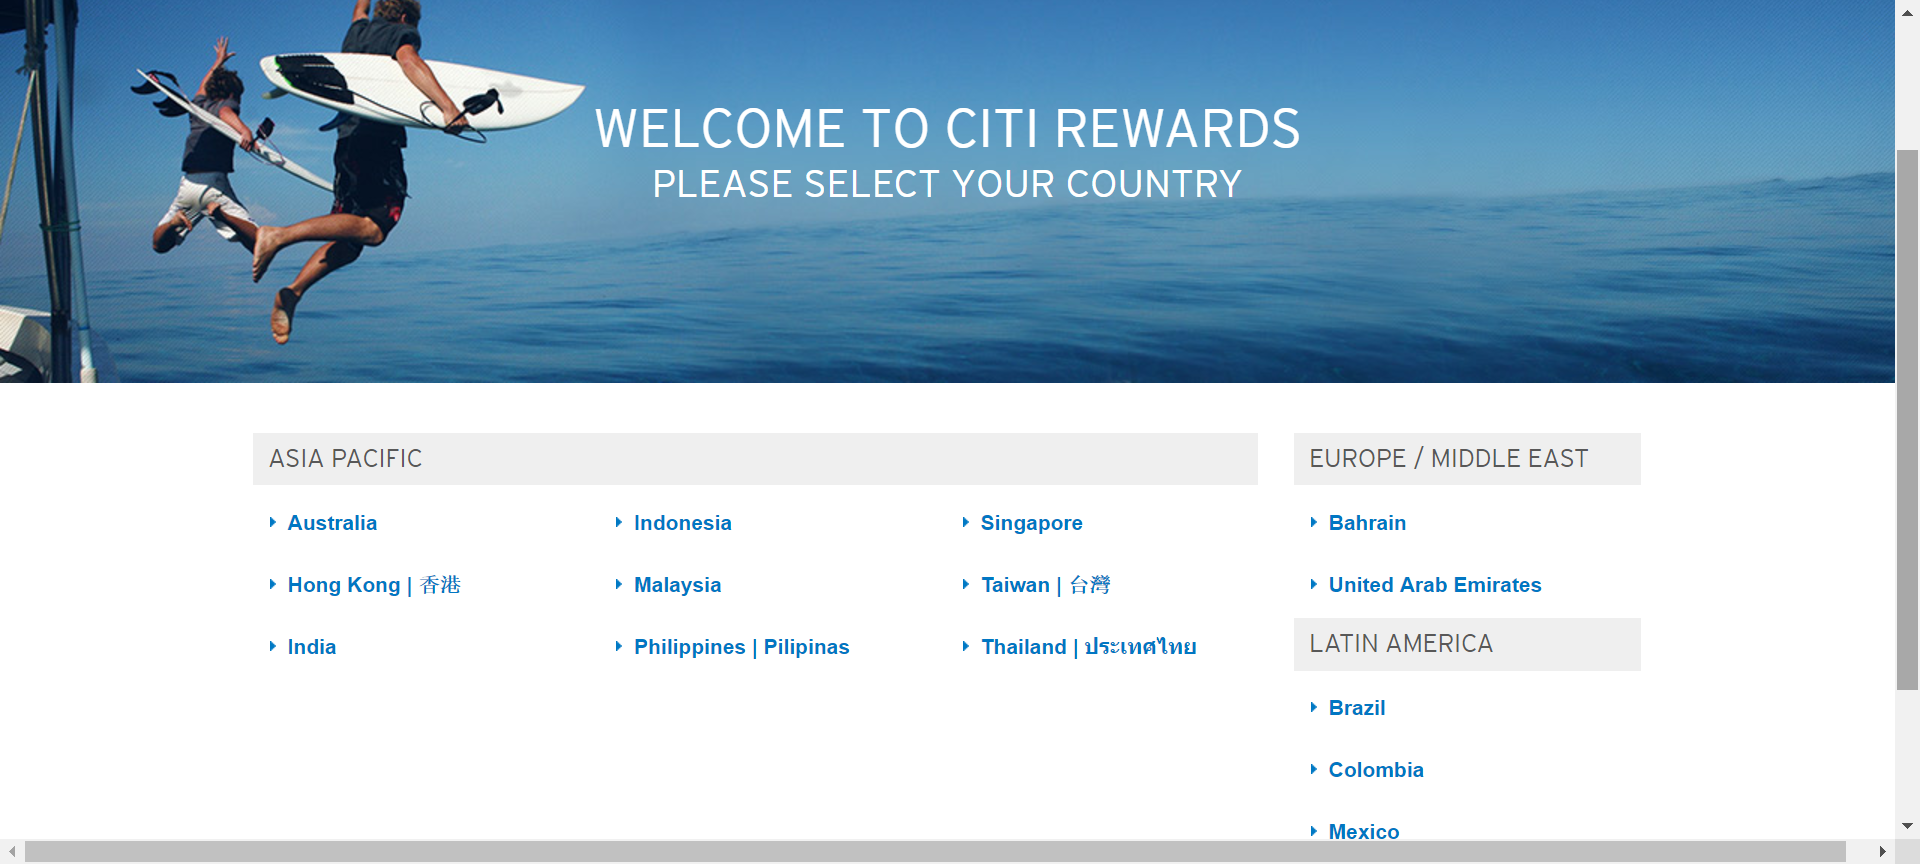 WELCOME TO CITI REWARDS
PLEASE SELECT YOUR COUNTRY
ASIA PACIFIC
Australia
Hong Kong | 香港
India
Indonesia
Malaysia
Philippines | Pilipinas
Singapore
Taiwan | 台灣
Thailand | ประเทศไทย
EUROPE / MIDDLE EAST
Bahrain
United Arab Emirates
LATIN AMERICA
Brazil
Colombia
Mexico